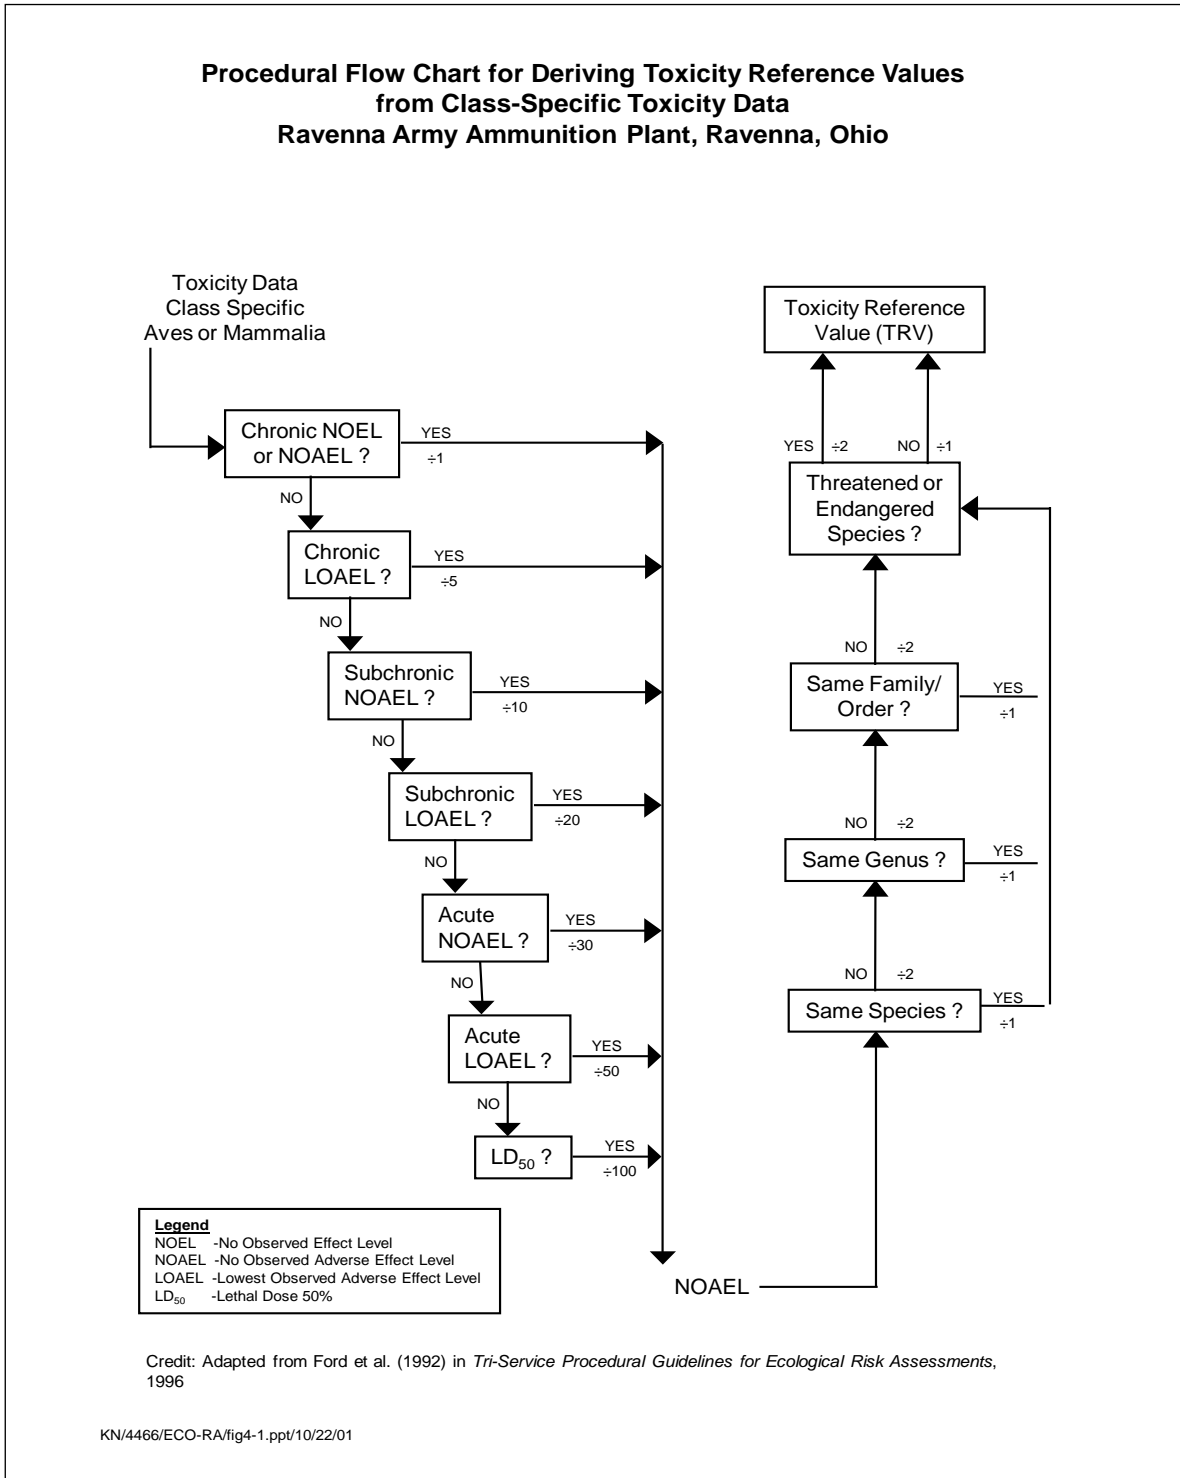 Procedural Flow Chart for Deriving Toxicity Reference Values
from Class-Specific Toxicity Data
Ravenna Army Ammunition Plant, Ravenna, Ohio
Toxicity Data
Class Specific
Aves or Mammalia
Chronic NOEL
or NOAEL ?
YES
÷1
NO
Chronic
LOAEL ?
YES
÷5
NO
Subchronic
NOAEL ?
YES
÷10
NO
Subchronic
LOAEL ?
YES
÷20
NO
Acute
NOAEL ?
YES
÷30
NO
Acute
LOAEL ?
YES
÷50
NO
LD₅₀ ?
YES
÷100
NOAEL
Toxicity Reference
Value (TRV)
YES ÷2
NO ÷1
Threatened or
Endangered
Species ?
NO ÷2
Same Family/
Order ?
YES
÷1
NO ÷2
Same Genus ?
YES
÷1
NO ÷2
Same Species ?
YES
÷1
Legend
NOEL -No Observed Effect Level
NOAEL -No Observed Adverse Effect Level
LOAEL -Lowest Observed Adverse Effect Level
LD₅₀ -Lethal Dose 50%
Credit: Adapted from Ford et al. (1992) in Tri-Service Procedural Guidelines for Ecological Risk Assessments,
1996
KN/4466/ECO-RA/fig4-1.ppt/10/22/01